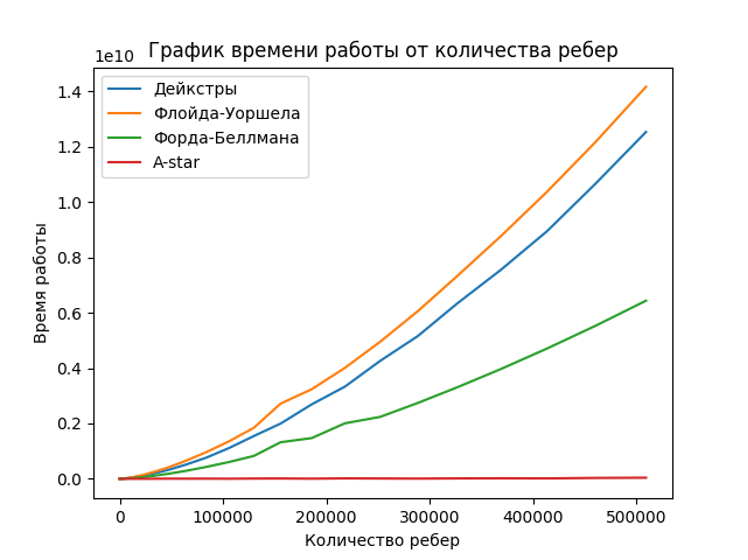 График времени работы от количества ребер
1e10
Дейкстры
Флойда-Уоршела
Форда-Беллмана
A-star
1.4
1.2
1.0
0.8
0.6
0.4
0.2
0.0
Время работы
0 100000 200000 300000 400000 500000
Количество ребер